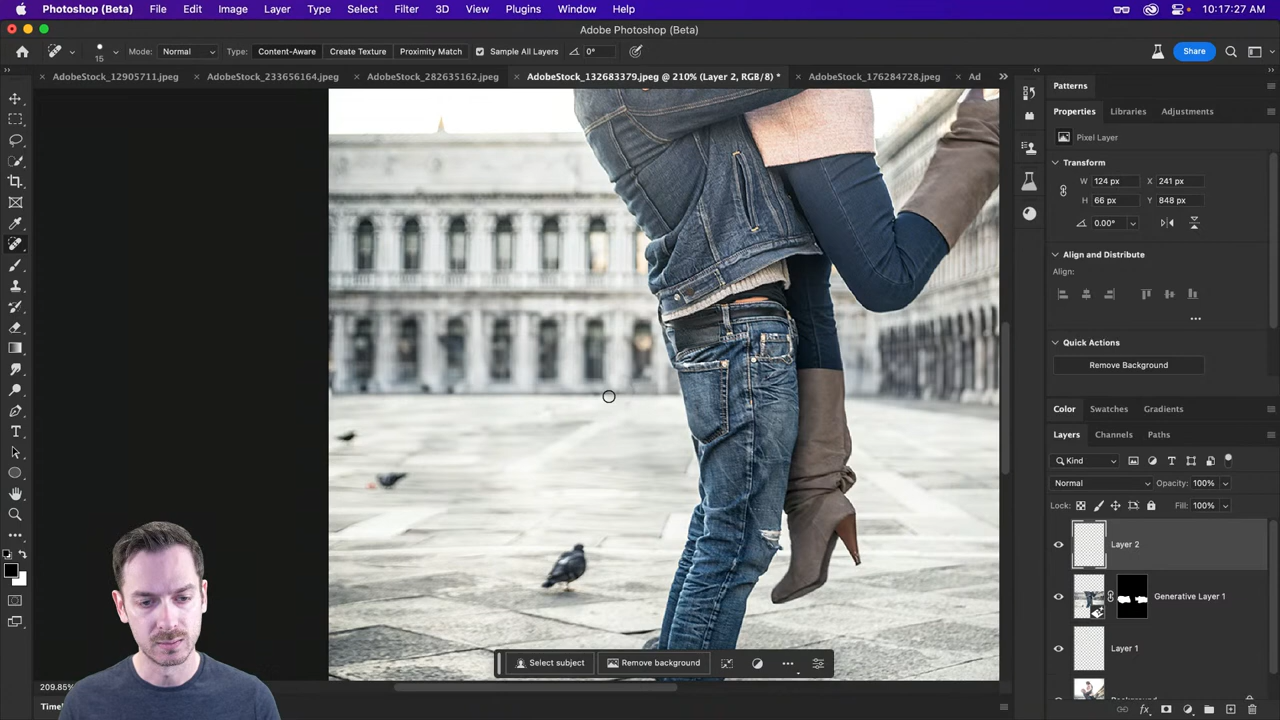 Photoshop (Beta) File Edit Image Layer Type Select Filter 3D View Plugins Window Help 10:17:27 AM
Adobe Photoshop (Beta)
15 Mode: Normal Type: Content-Aware Create Texture Proximity Match Sample All Layers 0° Share
AdobeStock_12905711.jpeg AdobeStock_233656164.jpeg AdobeStock_282635162.jpeg AdobeStock_132683379.jpeg @ 210% (Layer 2, RGB/8) * AdobeStock_176284728.jpeg Ad
Patterns
Properties Libraries Adjustments
Pixel Layer
Transform
W 124 px X 241 px
H 66 px Y 848 px
0.00°
Align and Distribute
Align:
Quick Actions
Remove Background
Color Swatches Gradients
Layers Channels Paths
Kind
Normal Opacity: 100%
Lock: Fill: 100%
Layer 2
Generative Layer 1
Layer 1
Background
Select subject Remove background
209.85%
Timel